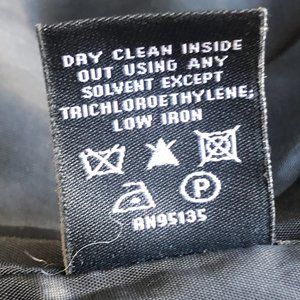 DRY CLEAN INSIDE
OUT USING ANY
SOLVENT EXCEPT
TRICHLOROETHYLENE,
LOW IRON
P
RN95135